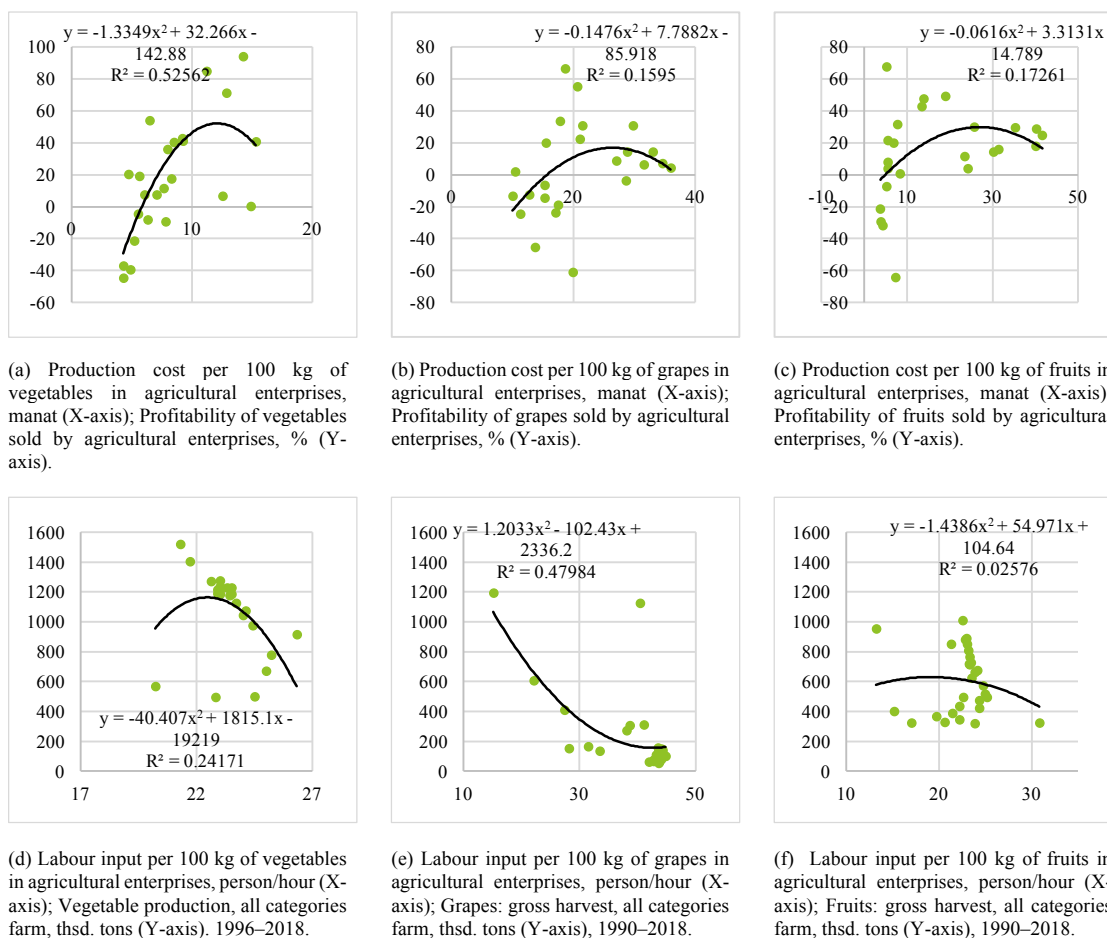 y = -1.3349x² + 32.266x -
142.88
R² = 0.52562
100
80
60
40
20
0
-20
-40
-60
0
10
20
y = -0.1476x² + 7.7882x -
85.918
R² = 0.1595
80
60
40
20
0
-20
-40
-60
-80
0
20
40
y = -0.0616x² + 3.3131x
14.789
R² = 0.17261
80
60
40
20
0
-20
-40
-60
-80
-10
10
30
50
(a) Production cost per 100 kg of
vegetables in agricultural enterprises,
manat (X-axis); Profitability of vegetables
sold by agricultural enterprises, % (Y-
axis).
(b) Production cost per 100 kg of grapes in
agricultural enterprises, manat (X-axis);
Profitability of grapes sold by agricultural
enterprises, % (Y-axis).
(c) Production cost per 100 kg of fruits in
agricultural enterprises, manat (X-axis)
Profitability of fruits sold by agricultural
enterprises, % (Y-axis).
1600
1400
1200
1000
800
600
400
200
0
17
22
27
y = -40.407x² + 1815.1x -
19219
R² = 0.24171
y = 1.2033x² - 102.43x +
2336.2
R² = 0.47984
1600
1400
1200
1000
800
600
400
200
0
10
30
50
y = -1.4386x² + 54.971x +
104.64
R² = 0.02576
1600
1400
1200
1000
800
600
400
200
0
10
20
30
(d) Labour input per 100 kg of vegetables
in agricultural enterprises, person/hour (X-
axis); Vegetable production, all categories
farm, thsd. tons (Y-axis). 1996–2018.
(e) Labour input per 100 kg of grapes in
agricultural enterprises, person/hour (X-
axis); Grapes: gross harvest, all categories
farm, thsd. tons (Y-axis), 1990–2018.
(f) Labour input per 100 kg of fruits in
agricultural enterprises, person/hour (X-
axis); Fruits: gross harvest, all categories
farm, thsd. tons (Y-axis), 1990–2018.